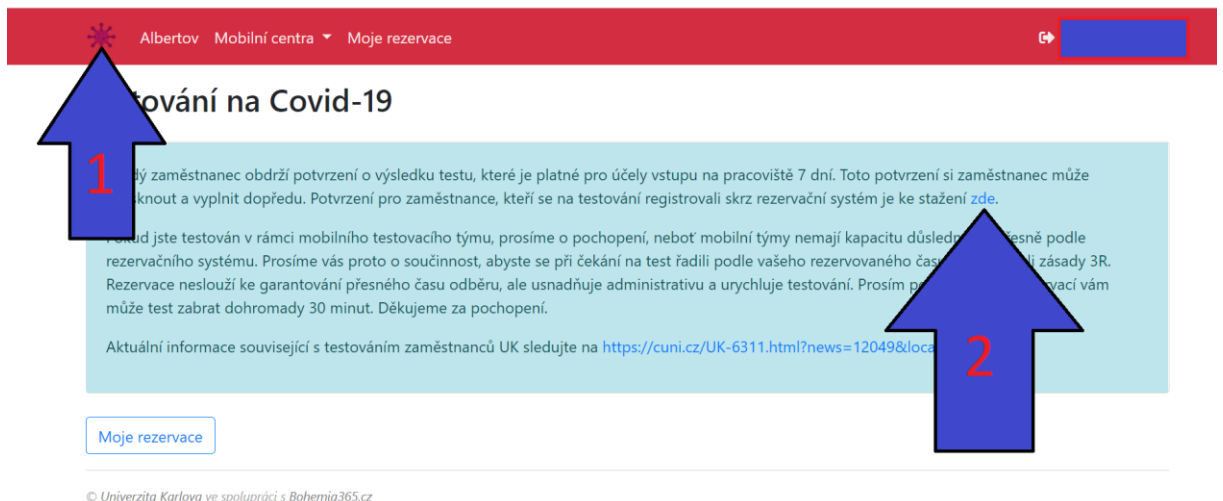 Albertov Mobilní centra Moje rezervace
tování na Covid-19
1
dý zaměstnanec obdrží potvrzení o výsledku testu, které je platné pro účely vstupu na pracoviště 7 dní. Toto potvrzení si zaměstnanec může
knout a vyplnit dopředu. Potvrzení pro zaměstnance, kteří se na testování registrovali skrz rezervační systém je ke stažení zde.
jste testován v rámci mobilního testovacího týmu, prosíme o pochopení, neboť mobilní týmy nemají kapacitu podle
rezervačního systému. Prosíme vás proto o součinnost, abyste se při čekání na test řadili podle vašeho rezervovaného zásady 3R.
Rezervace neslouží ke garantování přesného času odběru, ale usnadňuje administrativu a urychluje testování. Prosím vám
může test zabrat dohromady 30 minut. Děkujeme za pochopení.
Aktuální informace související s testováním zaměstnanců UK sledujte na https://cuni.cz/UK-6311.html?news=12049&loca
2
Moje rezervace
© Univerzita Karlova ve spolupráci s Bohemia365.cz